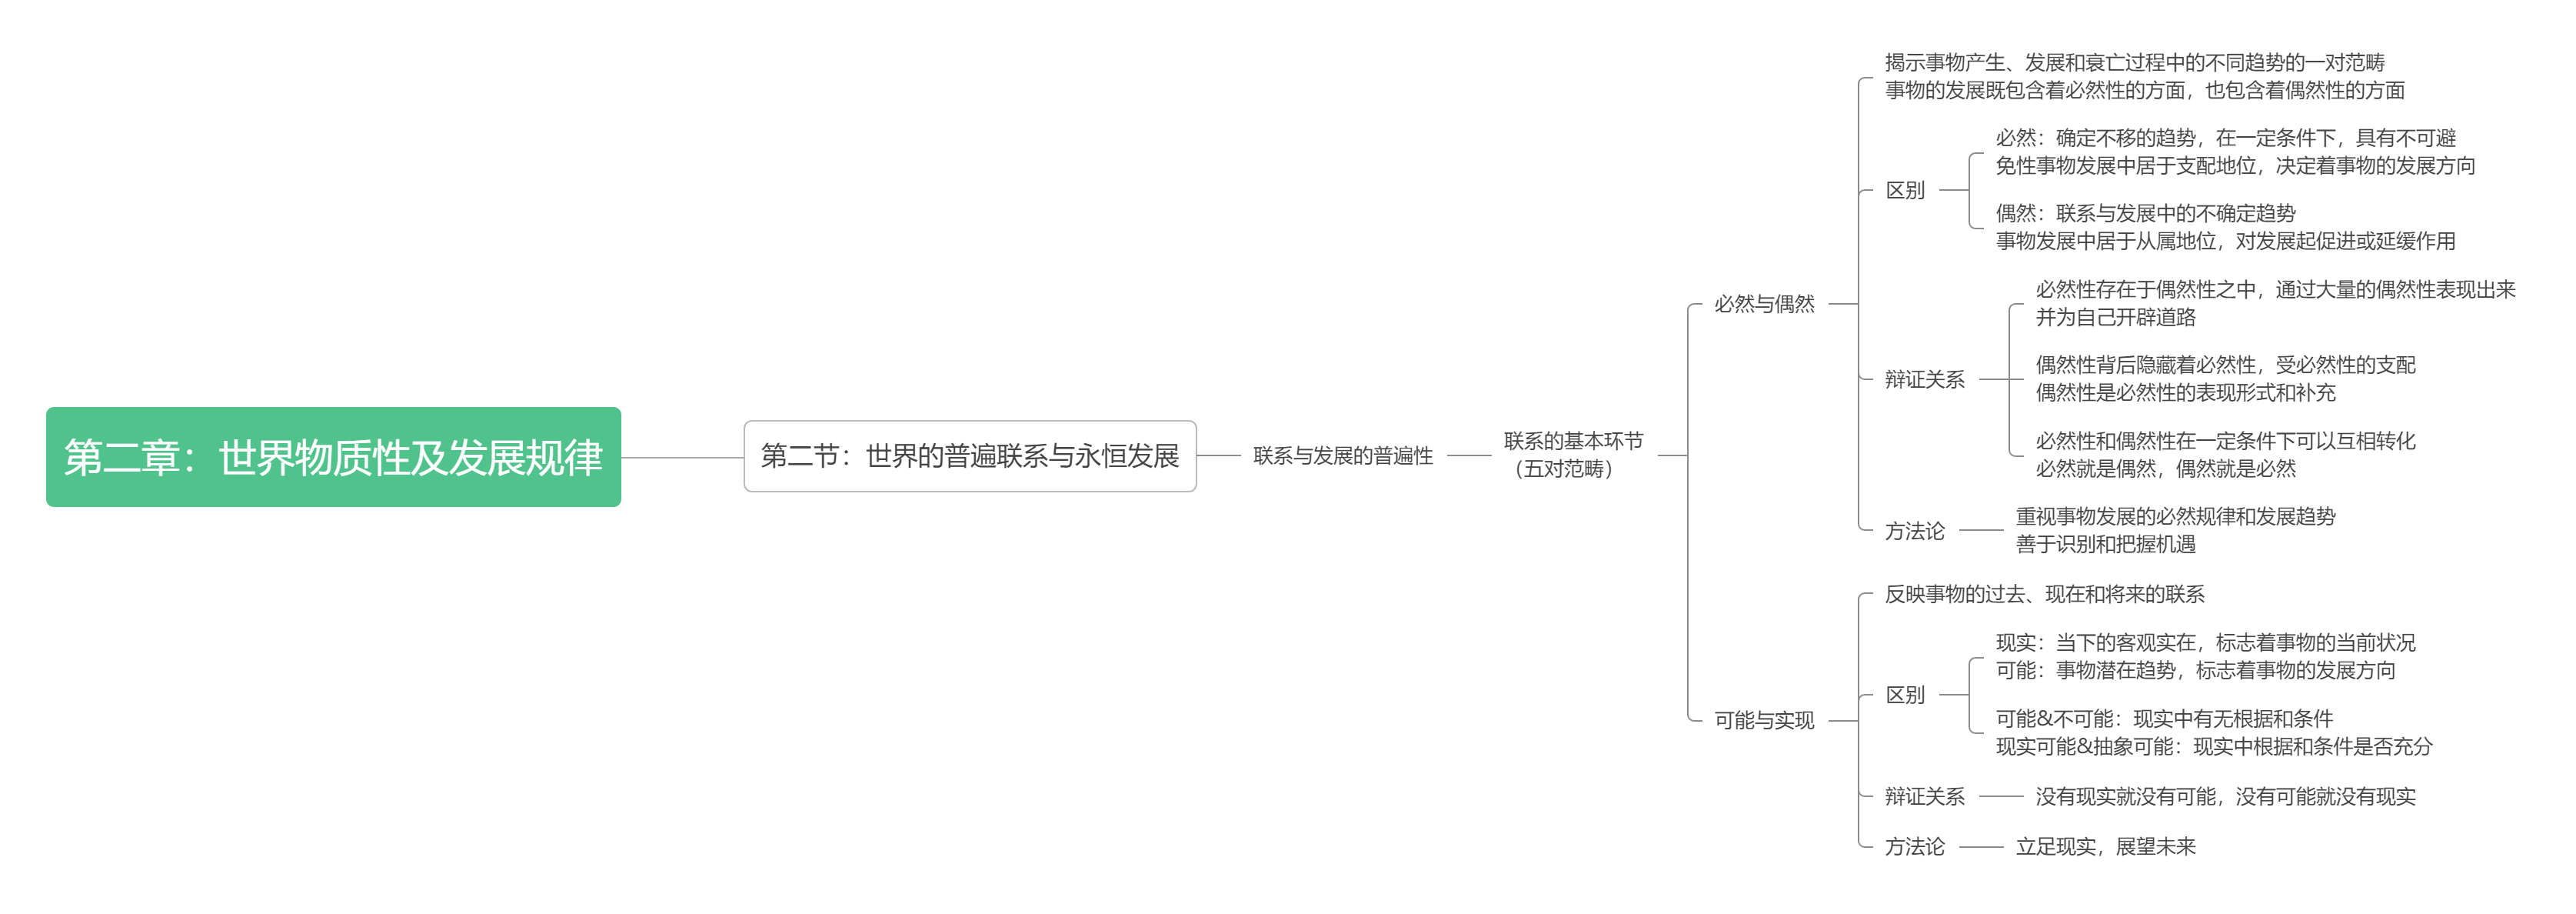 第二章：世界物质性及发展规律
第二节：世界的普遍联系与永恒发展
联系与发展的普遍性
联系的基本环节
（五对范畴）
必然与偶然
揭示事物产生、发展和衰亡过程中的不同趋势的一对范畴
事物的发展既包含着必然性的方面，也包含着偶然性的方面
区别
必然：确定不移的趋势，在一定条件下，具有不可避
免性事物发展中居于支配地位，决定着事物的发展方向
偶然：联系与发展中的不确定趋势
事物发展中居于从属地位，对发展起促进或延缓作用
辩证关系
必然性存在于偶然性之中，通过大量的偶然性表现出来
并为自己开辟道路
偶然性背后隐藏着必然性，受必然性的支配
偶然性是必然性的表现形式和补充
必然性和偶然性在一定条件下可以互相转化
必然就是偶然，偶然就是必然
方法论
重视事物发展的必然规律和发展趋势
善于识别和把握机遇
可能与实现
反映事物的过去、现在和将来的联系
区别
现实：当下的客观实在，标志着事物的当前状况
可能：事物潜在趋势，标志着事物的发展方向
可能&不可能：现实中有无根据和条件
现实可能&抽象可能：现实中根据和条件是否充分
辩证关系
没有现实就没有可能，没有可能就没有现实
方法论
立足现实，展望未来